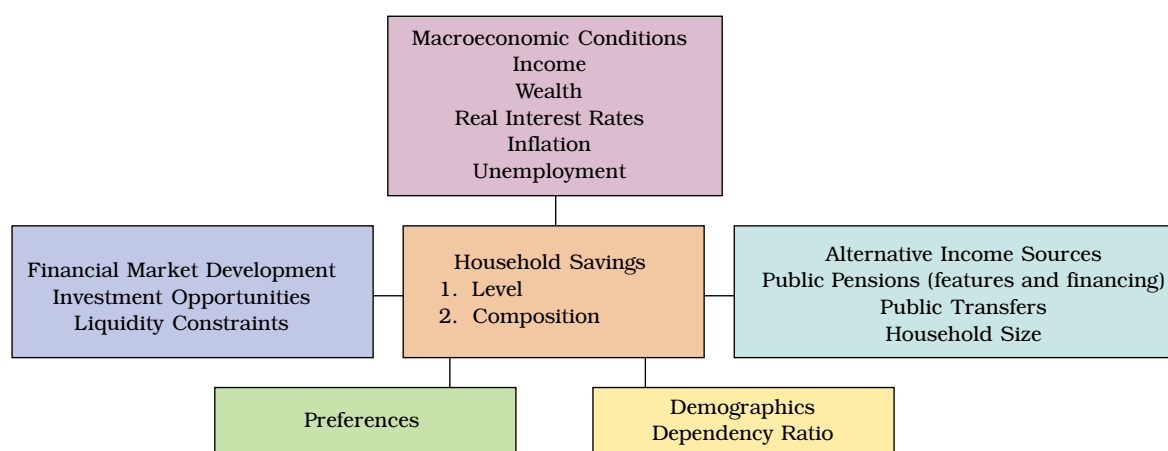 Macroeconomic Conditions
Income
Wealth
Real Interest Rates
Inflation
Unemployment
Financial Market Development
Investment Opportunities
Liquidity Constraints
Household Savings
1. Level
2. Composition
Alternative Income Sources
Public Pensions (features and financing)
Public Transfers
Household Size
Preferences
Demographics
Dependency Ratio